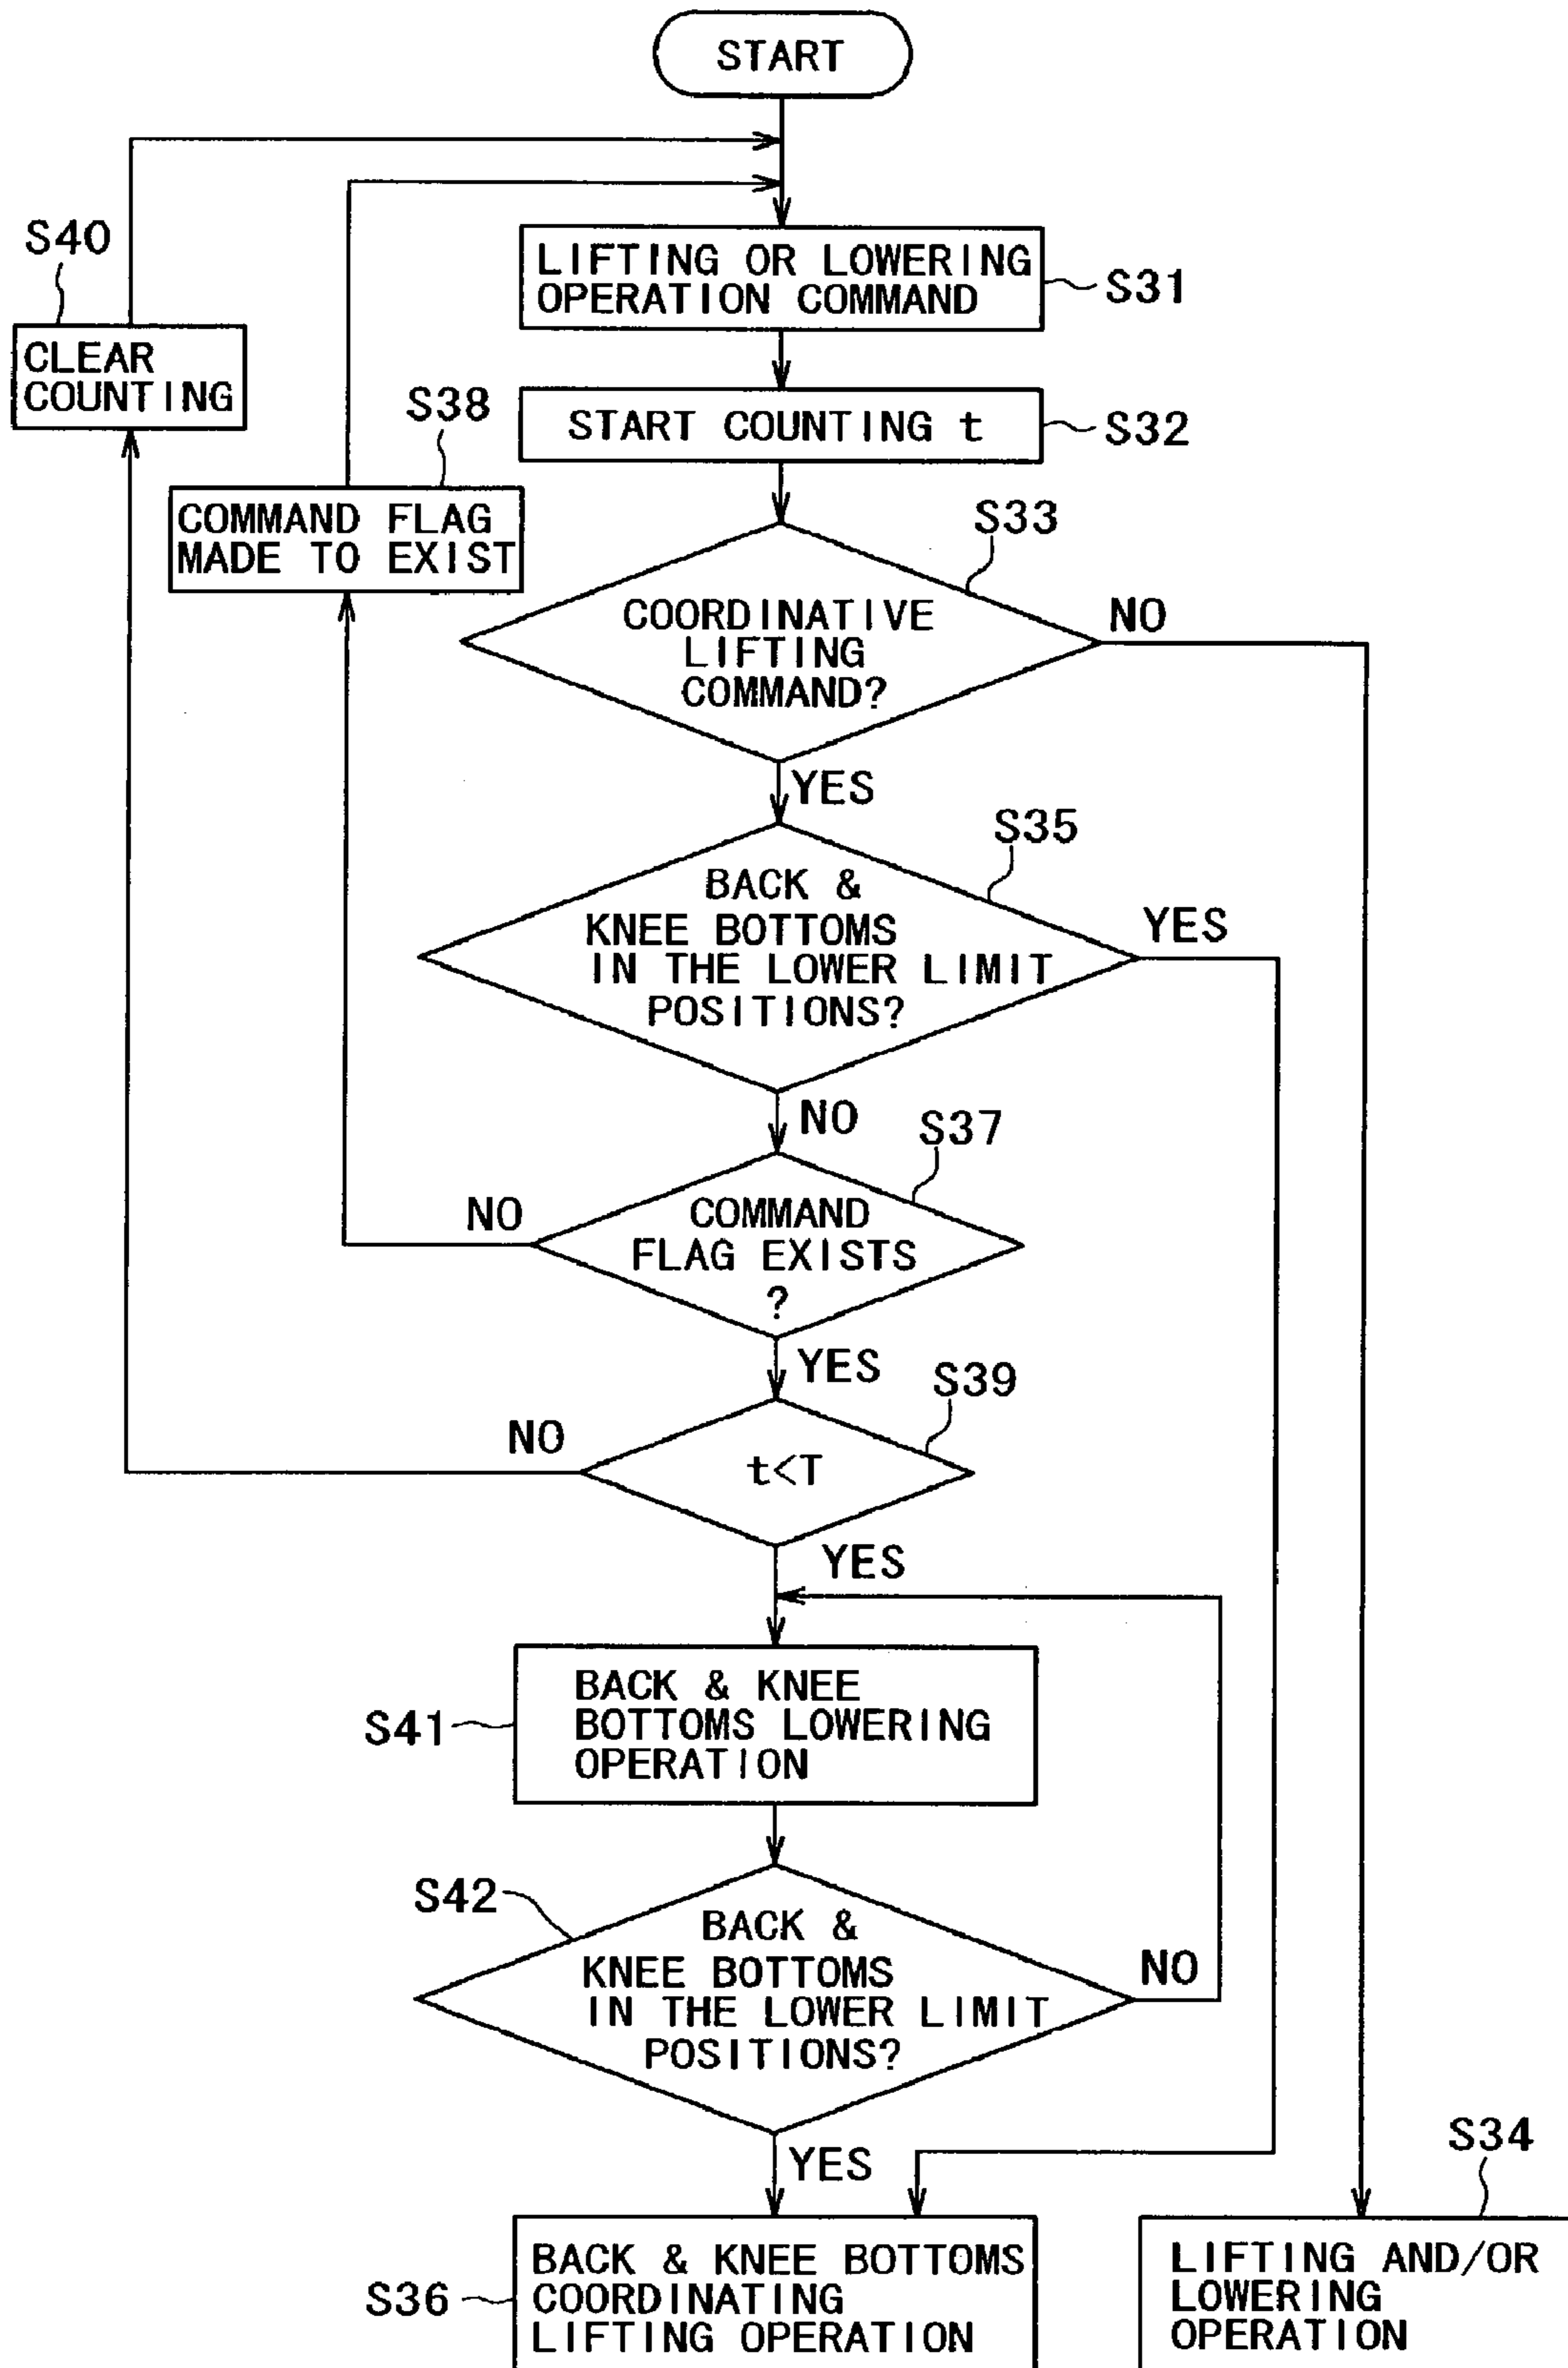 START
S40
LIFTING OR LOWERING
OPERATION COMMAND
S31
CLEAR
COUNTING
S38
START COUNTING t
S32
COMMAND FLAG
MADE TO EXIST
S33
COORDINATIVE
LIFTING
COMMAND?
NO
YES
S35
BACK &
KNEE BOTTOMS
IN THE LOWER LIMIT
POSITIONS?
YES
NO
S37
COMMAND
FLAG EXISTS
?
NO
YES
S39
t<T
NO
YES
S41
BACK & KNEE
BOTTOMS LOWERING
OPERATION
S42
BACK &
KNEE BOTTOMS
IN THE LOWER LIMIT
POSITIONS?
NO
YES
S34
S36
BACK & KNEE BOTTOMS
COORDINATING
LIFTING OPERATION
LIFTING AND/OR
LOWERING
OPERATION